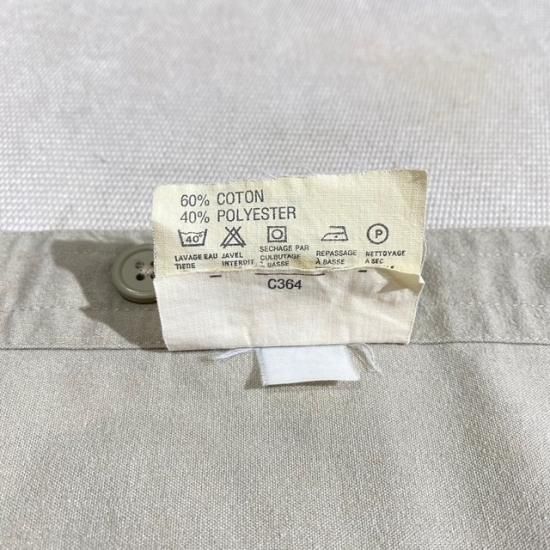 60% COTON
40% POLYESTER
40° P
LAVAGE EAU JAVEL SECHAGE PAR REPASSAGE NETTOYAGE
TIEDE INTERDIT CULBUTAGE A BASSE A SEC
A BASSE
C364